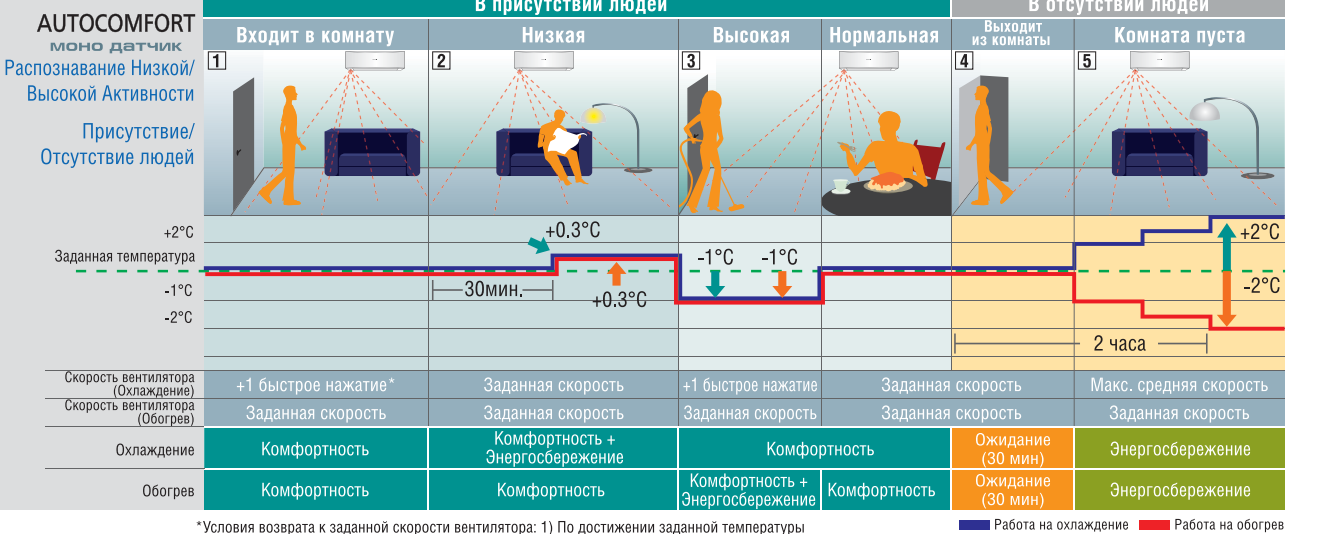 В присутствии людей
В отсутствии людей
AUTOCOMFORT
моно датчик
Распознавание Низкой/
Высокой Активности
Присутствие/
Отсутствие людей
Входит в комнату
Низкая
Высокая
Нормальная
Выходит
из комнаты
Комната пуста
1
2
3
4
5
+2°C
Заданная температура
-1°C
-2°C
+0.3°C
30мин.
+0.3°C
-1°C
-1°C
+2°C
-2°C
2 часа
Скорость вентилятора
(Охлаждение)
+1 быстрое нажатие*
Заданная скорость
+1 быстрое нажатие
Заданная скорость
Макс. средняя скорость
Скорость вентилятора
(Обогрев)
Заданная скорость
Заданная скорость
Заданная скорость
Заданная скорость
Заданная скорость
Охлаждение
Комфортность
Комфортность +
Энергосбережение
Комфортность
Ожидание
(30 мин)
Энергосбережение
Обогрев
Комфортность
Комфортность
Комфортность +
Энергосбережение
Комфортность
Ожидание
(30 мин)
Энергосбережение
*Условия возврата к заданной скорости вентилятора: 1) По достижении заданной температуры
Работа на охлаждение
Работа на обогрев